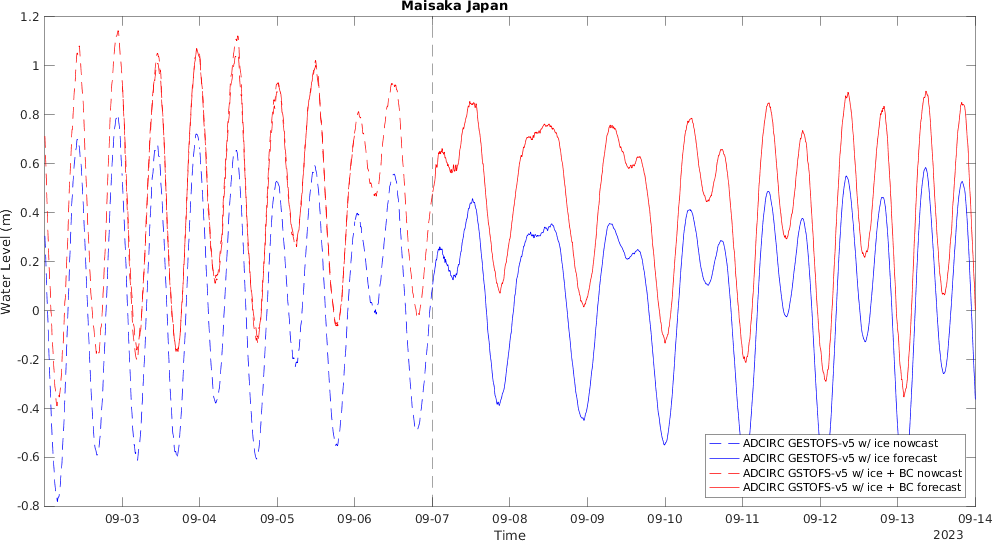 Maisaka Japan
1.2
1
0.8
0.6
0.4
0.2
0
-0.2
-0.4
-0.6
-0.8
Water Level (m)
ADCIRC GESTOFS-v5 w/ ice nowcast
ADCIRC GESTOFS-v5 w/ ice forecast
ADCIRC GSTOFS-v5 w/ ice + BC nowcast
ADCIRC GSTOFS-v5 w/ ice + BC forecast
09-03 09-04 09-05 09-06 09-07 09-08 09-09 09-10 09-11 09-12 09-13 09-14
Time
2023